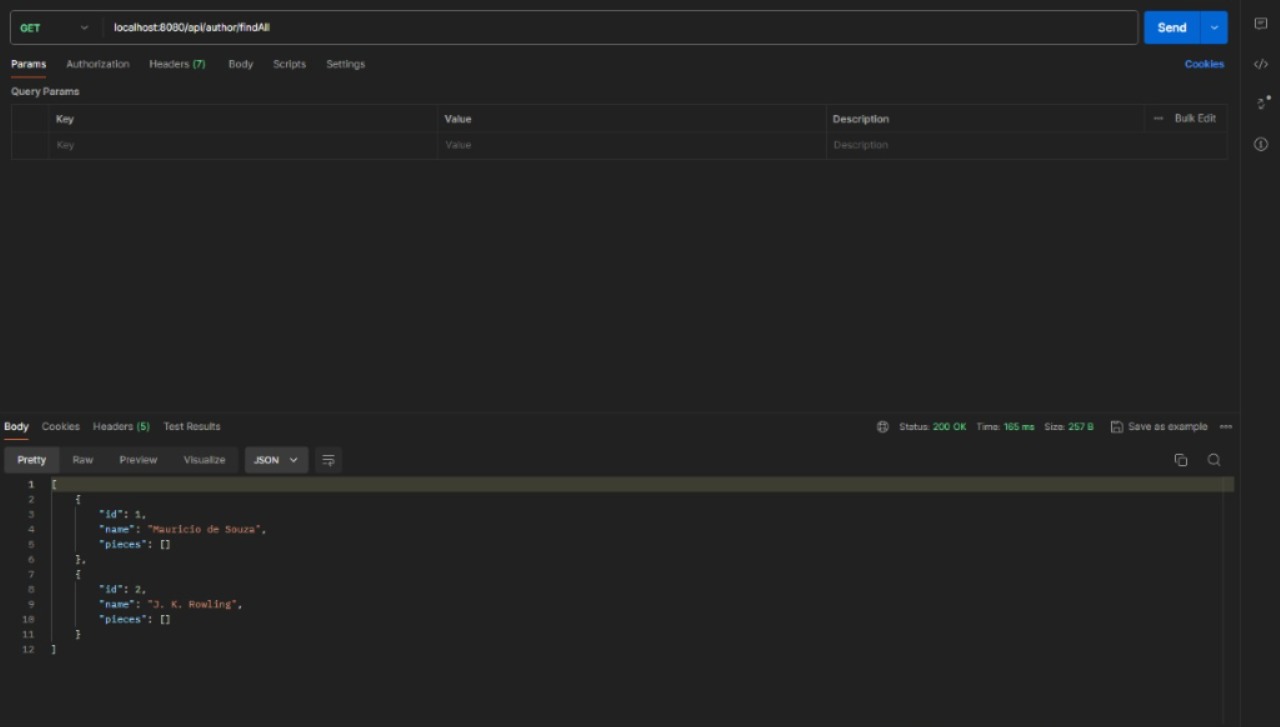 GET localhost:8080/api/author/findAll Send
Params Authorization Headers (7) Body Scripts Settings Cookies
Query Params
Key Value Description ••• Bulk Edit
Key Value Description
Body Cookies Headers (5) Test Results Status: 200 OK Time: 165 ms Size: 257 B Save as example •••
Pretty Raw Preview Visualize JSON
1 [
2 {
3 "id": 1,
4 "name": "Mauricio de Souza",
5 "pieces": []
6 },
7 {
8 "id": 2,
9 "name": "J. K. Rowling",
10 "pieces": []
11 }
12 ]